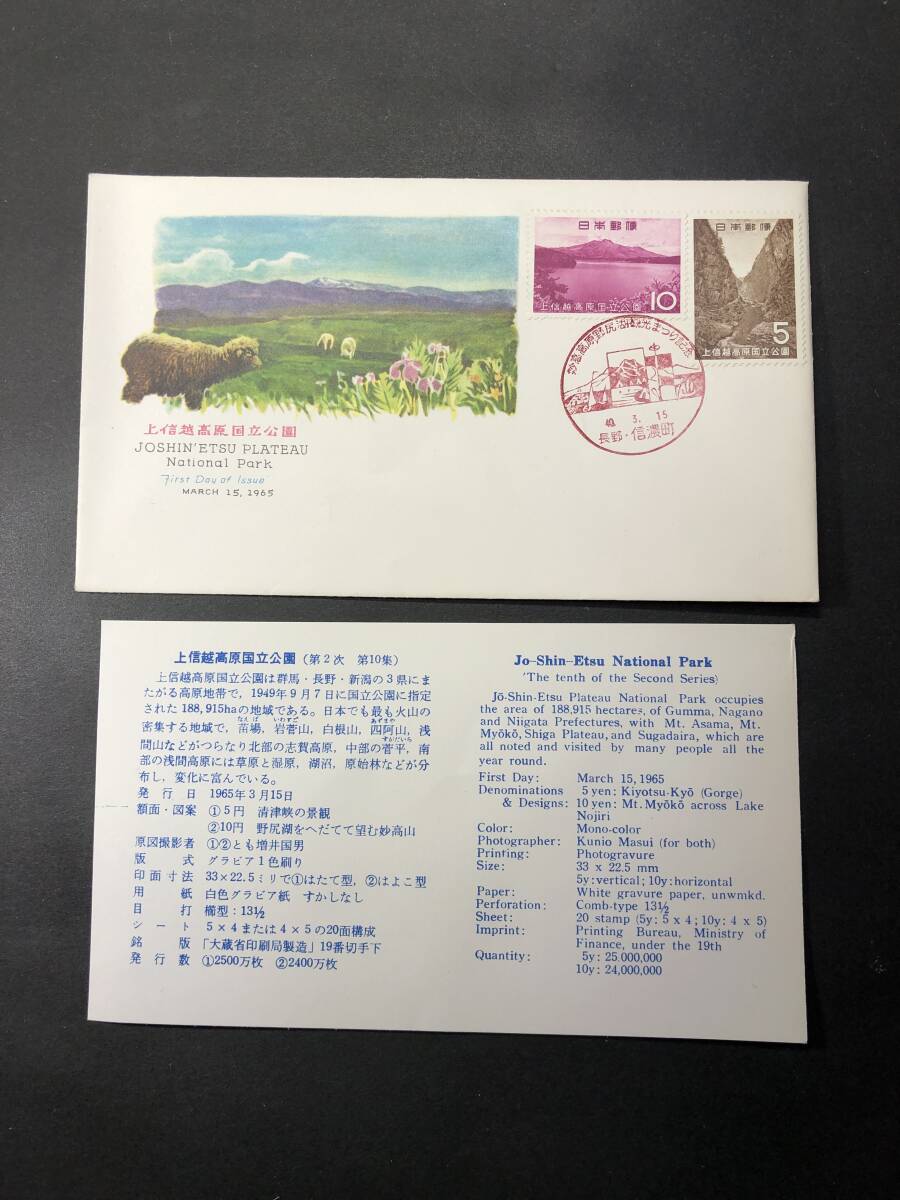 日本郵便
上信越高原国立公園
10
日本郵便
5
上信越高原国立公園
妙高高原野尻湖観光まつり記念
中
40 3. 15
長野・信濃町
上信越高原国立公園
JOSHIN'ETSU PLATEAU
National Park
First Day of Issue
MARCH 15, 1965
上信越高原国立公園(第2次 第10集)
上信越高原国立公園は群馬・長野・新潟の3県にま
たがる高原地帯で,1949年9月7日に国立公園に指定
された188,915haの地域である。日本でも最も火山の
密集する地域で,苗場,岩菅山,白根山,四阿山,浅
間山などがつらなり北部の志賀高原,中部の菅平,南
部の浅間高原には草原と湿原,湖沼,原始林などが分
布し,変化に富んでいる。
発行日 1965年3月15日
額面・図案 ①5円 清津峡の景観
②10円 野尻湖をへだてて望む妙高山
原図撮影者 ①②とも増井国男
版式 グラビア1色刷り
印面寸法 33×22.5ミリで①はたて型,②はよこ型
用紙 白色グラビア紙 すかしなし
目打 櫛型:13½
シート 5×4または4×5の20面構成
銘版 「大蔵省印刷局製造」19番切手下
発行数 ①2500万枚 ②2400万枚
Jo-Shin-Etsu National Park
(The tenth of the Second Series)
Jō-Shin-Etsu Plateau National Park occupies
the area of 188,915 hectares, of Gumma, Nagano
and Niigata Prefectures, with Mt. Asama, Mt.
Myōkō, Shiga Plateau, and Sugadaira, which are
all noted and visited by many people all the
year round.
First Day: March 15, 1965
Denominations 5 yen: Kiyotsu-Kyō (Gorge)
& Designs: 10 yen: Mt. Myōkō across Lake
Nojiri
Color: Mono-color
Photographer: Kunio Masui (for both)
Printing: Photogravure
Size: 33 x 22.5 mm
5y: vertical; 10y: horizontal
Paper: White gravure paper, unwmkd.
Perforation: Comb-type 13½
Sheet: 20 stamp (5y: 5 x 4; 10y: 4 x 5)
Imprint: Printing Bureau, Ministry of
Finance, under the 19th
Quantity: 5y: 25.000,000
10y: 24,000,000